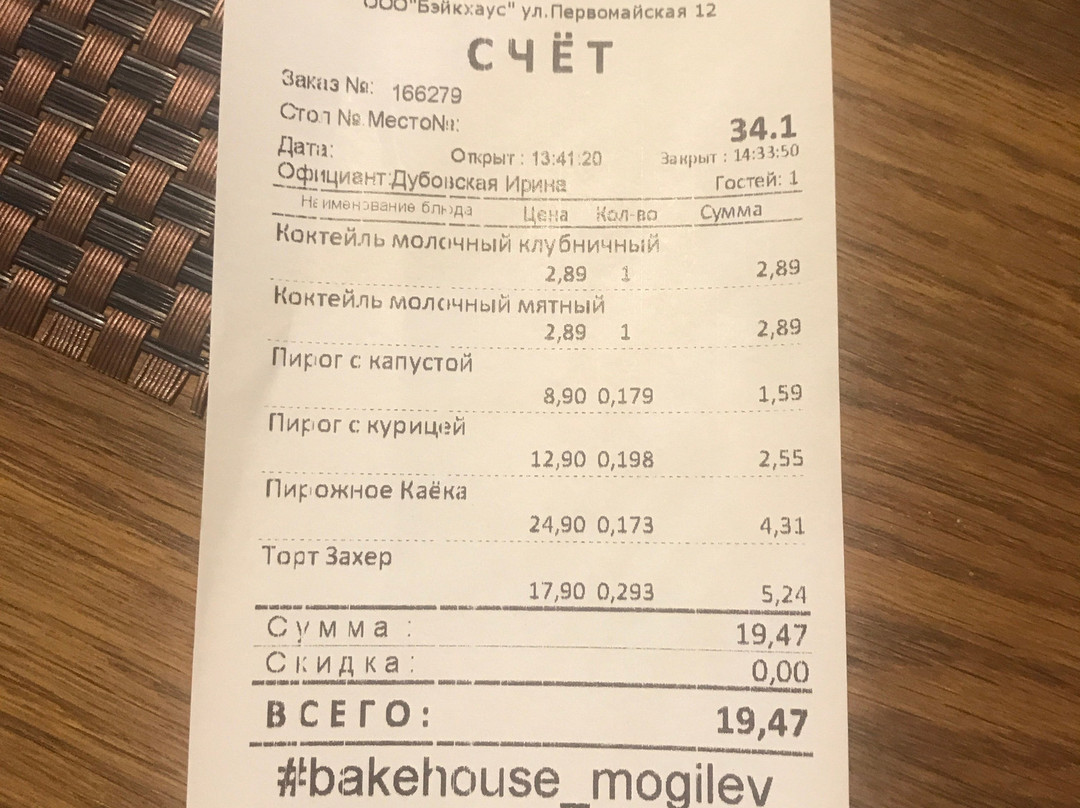 ООО"Бэйкхаус" ул.Первомайская 12
СЧЁТ
Заказ №: 166279
Стол № Место№: 34.1
Дата: Открыт : 13:41:20 Закрыт : 14:33:50
Официант:Дубовская Ирина Гостей: 1
Наименование блюда Цена Кол-во Сумма
Коктейль молочный клубничный
2,89 1 2,89
Коктейль молочный мятный
2,89 1 2,89
Пирог с капустой
8,90 0,179 1,59
Пирог с курицей
12,90 0,198 2,55
Пирожное Каёка
24,90 0,173 4,31
Торт Захер
17,90 0,293 5,24
Сумма : 19,47
Скидка: 0,00
ВСЕГО: 19,47
#bakehouse_mogilev